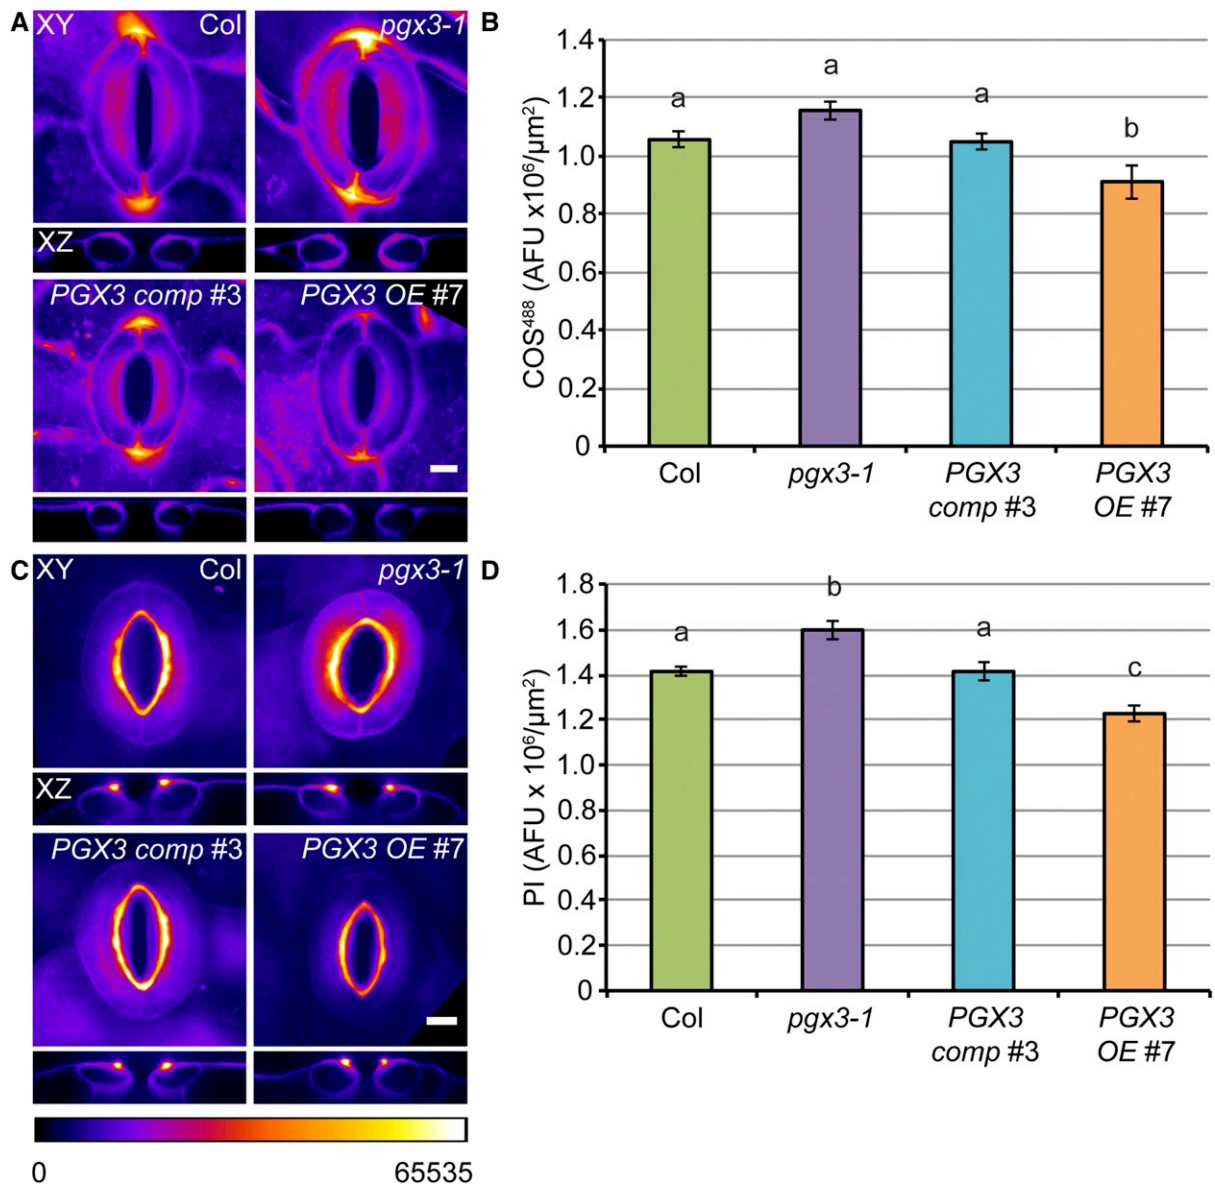 A
XY
Col
pgx3-1
XZ
PGX3 comp #3
PGX3 OE #7
B
1.4
1.2
1.0
0.8
0.6
0.4
0.2
0
COS⁴⁸⁸ (AFU x10⁶/µm²)
a
a
a
b
Col
pgx3-1
PGX3
comp #3
PGX3
OE #7
C
XY
Col
pgx3-1
XZ
PGX3 comp #3
PGX3 OE #7
0
65535
D
1.8
1.6
1.4
1.2
1.0
0.8
0.6
0.4
0.2
0
PI (AFU x 10⁶/µm²)
a
b
a
c
Col
pgx3-1
PGX3
comp #3
PGX3
OE #7